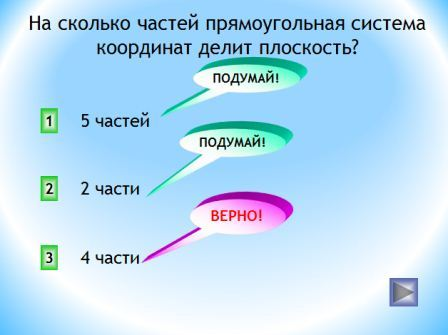 На сколько частей прямоугольная система
координат делит плоскость?
ПОДУМАЙ!
1 5 частей
ПОДУМАЙ!
2 2 части
ВЕРНО!
3 4 части